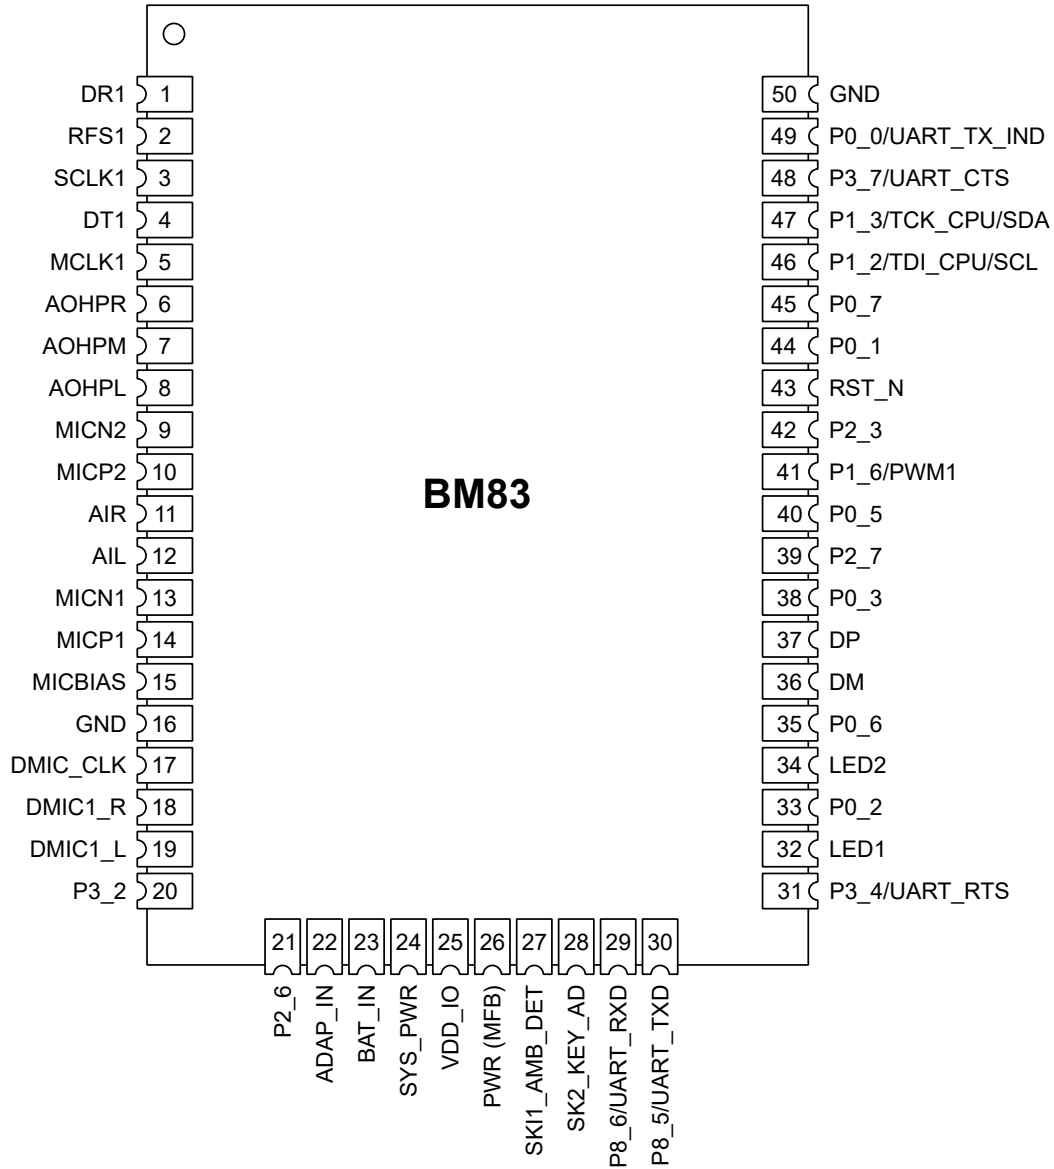 DR1 1
RFS1 2
SCLK1 3
DT1 4
MCLK1 5
AOHPR 6
AOHPM 7
AOHPL 8
MICN2 9
MICP2 10
AIR 11
AIL 12
MICN1 13
MICP1 14
MICBIAS 15
GND 16
DMIC_CLK 17
DMIC1_R 18
DMIC1_L 19
P3_2 20
BM83
50 GND
49 P0_0/UART_TX_IND
48 P3_7/UART_CTS
47 P1_3/TCK_CPU/SDA
46 P1_2/TDI_CPU/SCL
45 P0_7
44 P0_1
43 RST_N
42 P2_3
41 P1_6/PWM1
40 P0_5
39 P2_7
38 P0_3
37 DP
36 DM
35 P0_6
34 LED2
33 P0_2
32 LED1
31 P3_4/UART_RTS
21 P2_6
22 ADAP_IN
23 BAT_IN
24 SYS_PWR
25 VDD_IO
26 PWR (MFB)
27 SKI1_AMB_DET
28 SK2_KEY_AD
29 P8_6/UART_RXD
30 P8_5/UART_TXD